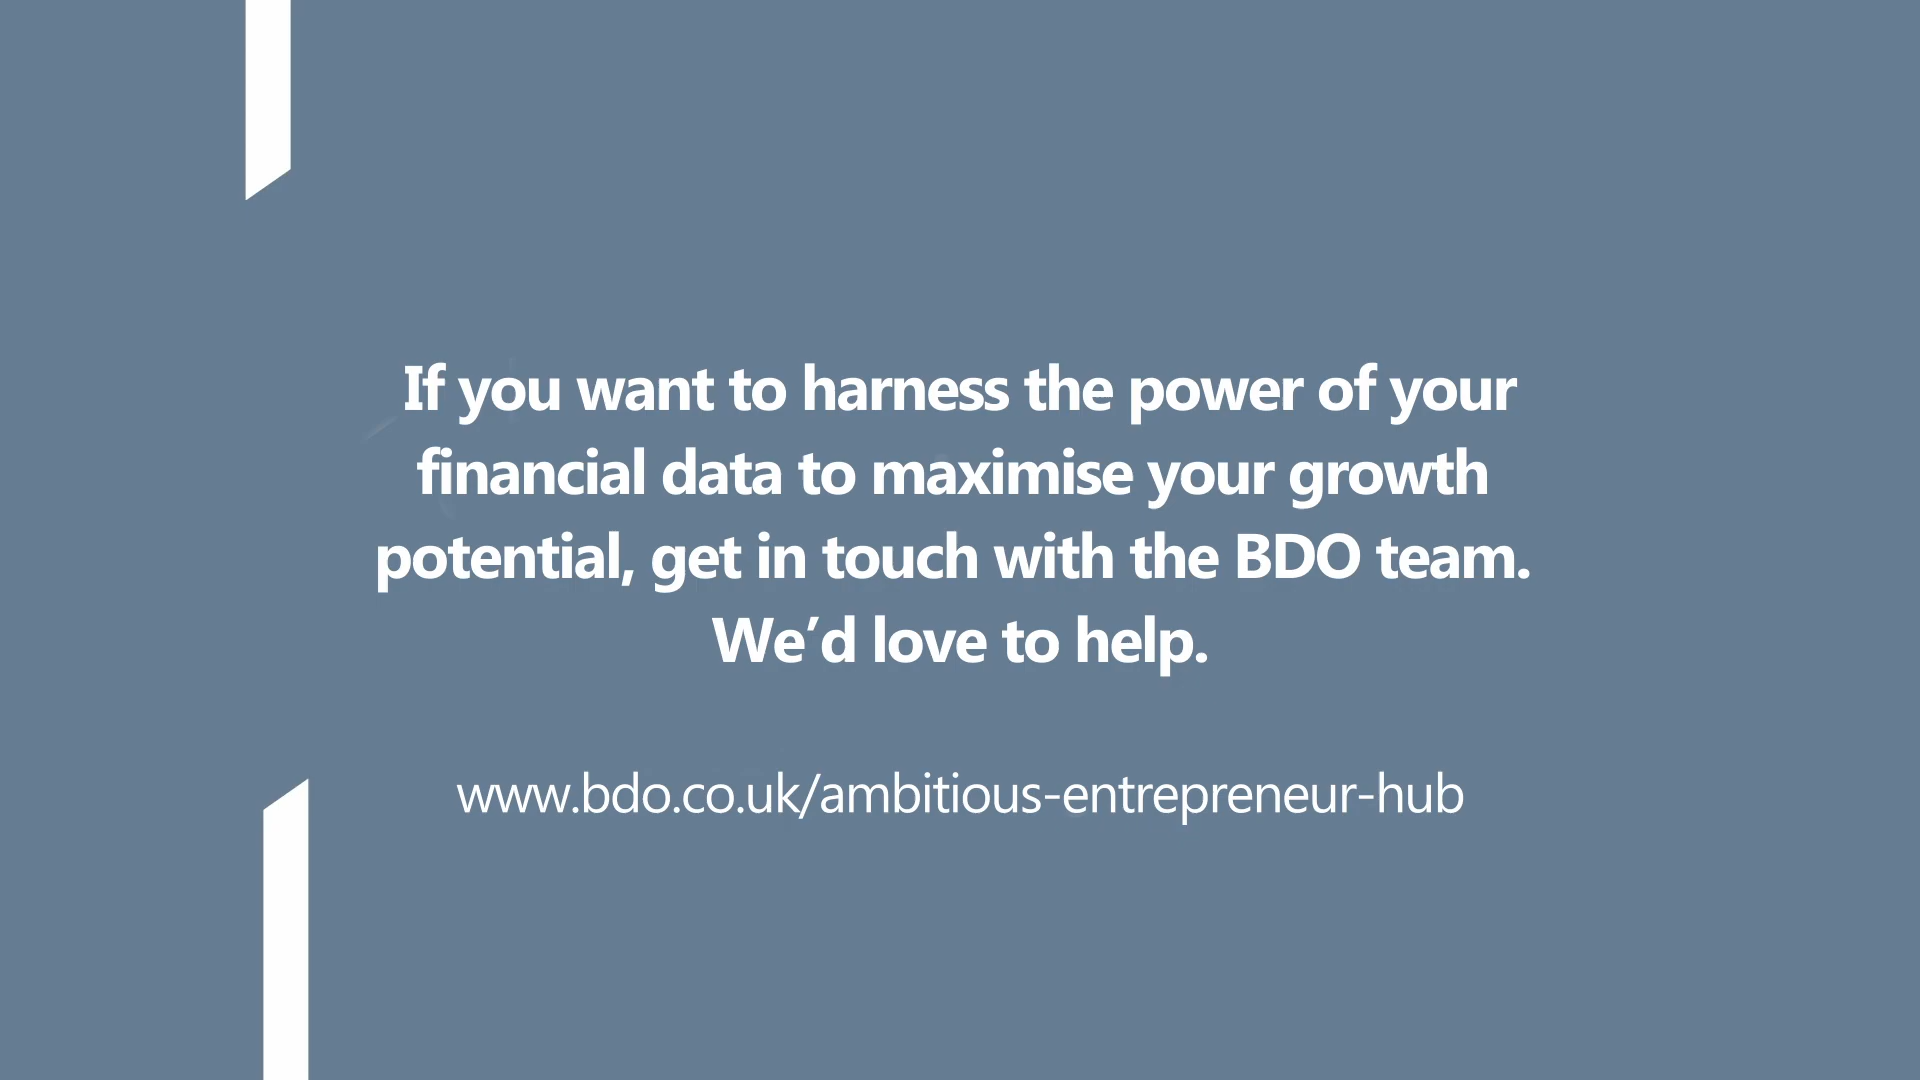 If you want to harness the power of your
financial data to maximise your growth
potential, get in touch with the BDO team.
We’d love to help.
www.bdo.co.uk/ambitious-entrepreneur-hub